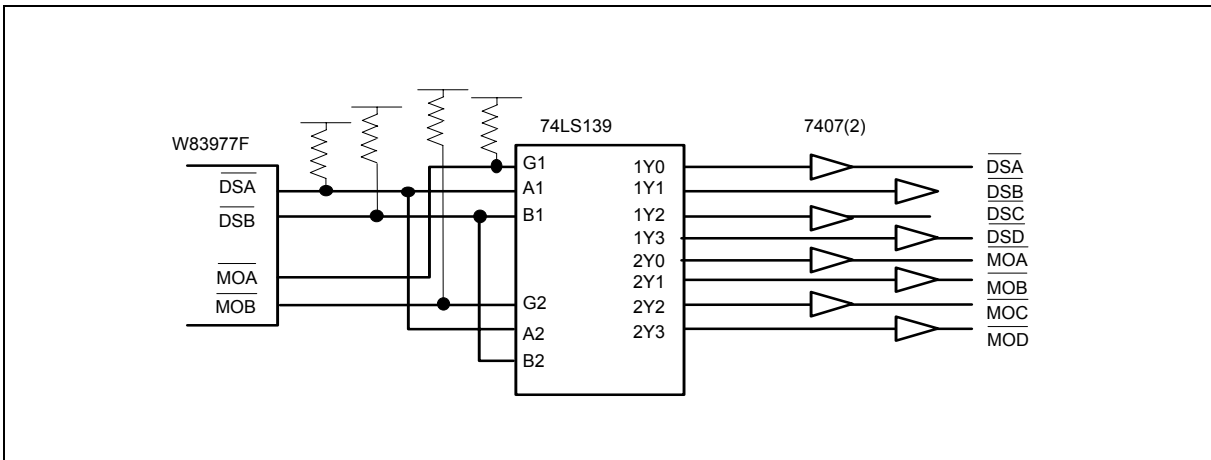 74LS139
7407(2)
W83977F
DSA
DSB
MOA
MOB
G1
A1
B1
G2
A2
B2
1Y0
1Y1
1Y2
1Y3
2Y0
2Y1
2Y2
2Y3
DSA
DSB
DSC
DSD
MOA
MOB
MOC
MOD